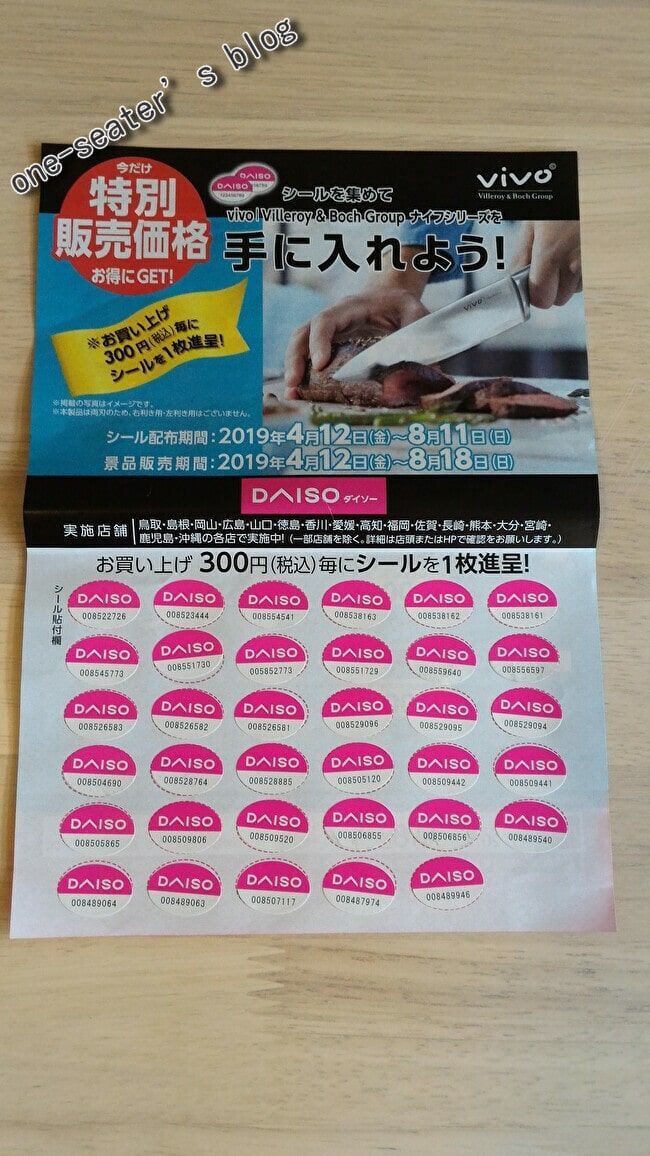 one-seater's blog
今だけ
特別
販売価格
お得にGET!
DAISO
DAISO
123456789
シールを集めて
vivo | Villeroy & Boch Group ナイフシリーズを
手に入れよう!
vivo©
Villeroy & Boch Group
vivo
※お買い上げ
300円(税込)毎に
シールを1枚進呈!
※掲載の写真はイメージです。
※本製品は両刃のため、右利き用・左利き用はございません。
シール配布期間:2019年4月12日(金)～8月11日(日)
景品販売期間:2019年4月12日(金)～8月18日(日)
DAISO ダイソー
実施店舗
鳥取・島根・岡山・広島・山口・徳島・香川・愛媛・高知・福岡・佐賀・長崎・熊本・大分・宮崎・
鹿児島・沖縄の各店で実施中!(一部店舗を除く。詳細は店頭またはHPで確認をお願いします。)
お買い上げ 300円(税込)毎にシールを1枚進呈!
シール貼付欄
DAISO DAISO DAISO DAISO DAISO DAISO
008522726 008523444 008554541 008538163 008538162 008538161
DAISO DAISO DAISO DAISO DAISO DAISO
008545773 008551730 005852773 008551729 008559640 008556597
DAISO DAISO DAISO DAISO DAISO DAISO
008526583 008526582 008526581 008529096 008529095 008529094
DAISO DAISO DAISO DAISO DAISO DAISO
008504690 008528764 008528885 008505120 008509442 008509441
DAISO DAISO DAISO DAISO DAISO DAISO
008505865 008509806 008509520 008506855 008506856 008489540
DAISO DAISO DAISO DAISO DAISO
008489064 008489063 008507117 008487974 008489946